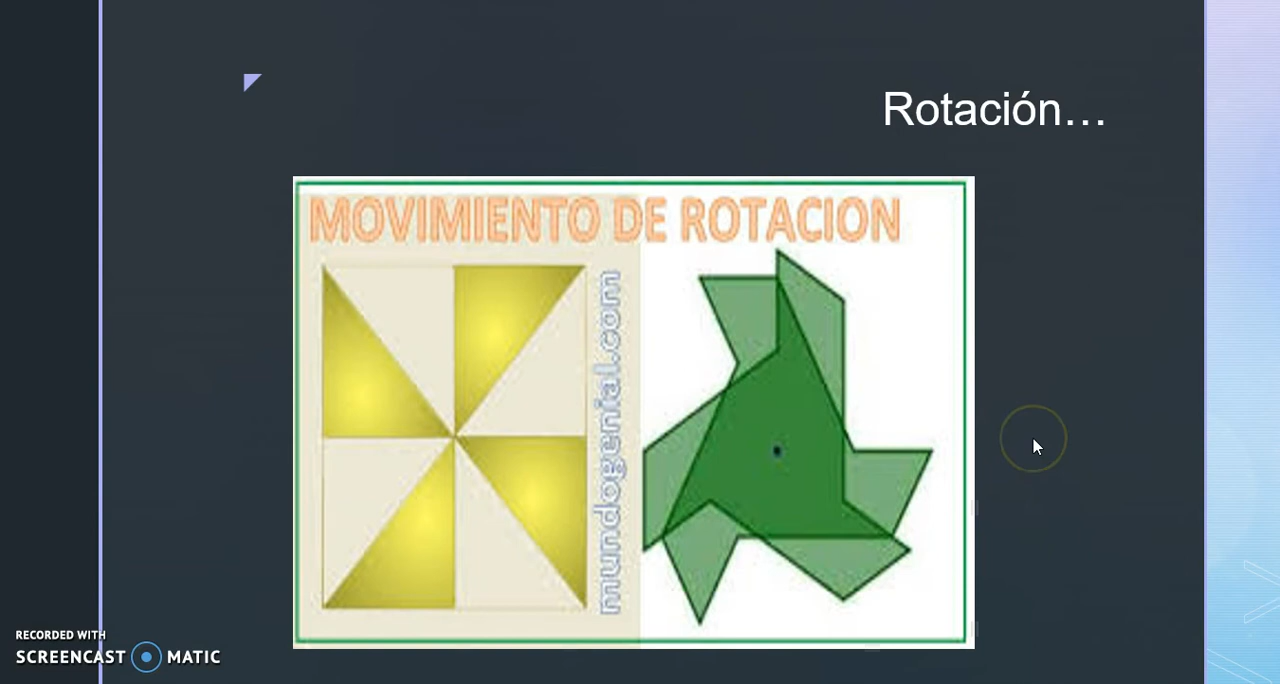 Rotación…
MOVIMIENTO DE ROTACION
mundogenial.com
RECORDED WITH
SCREENCAST MATIC